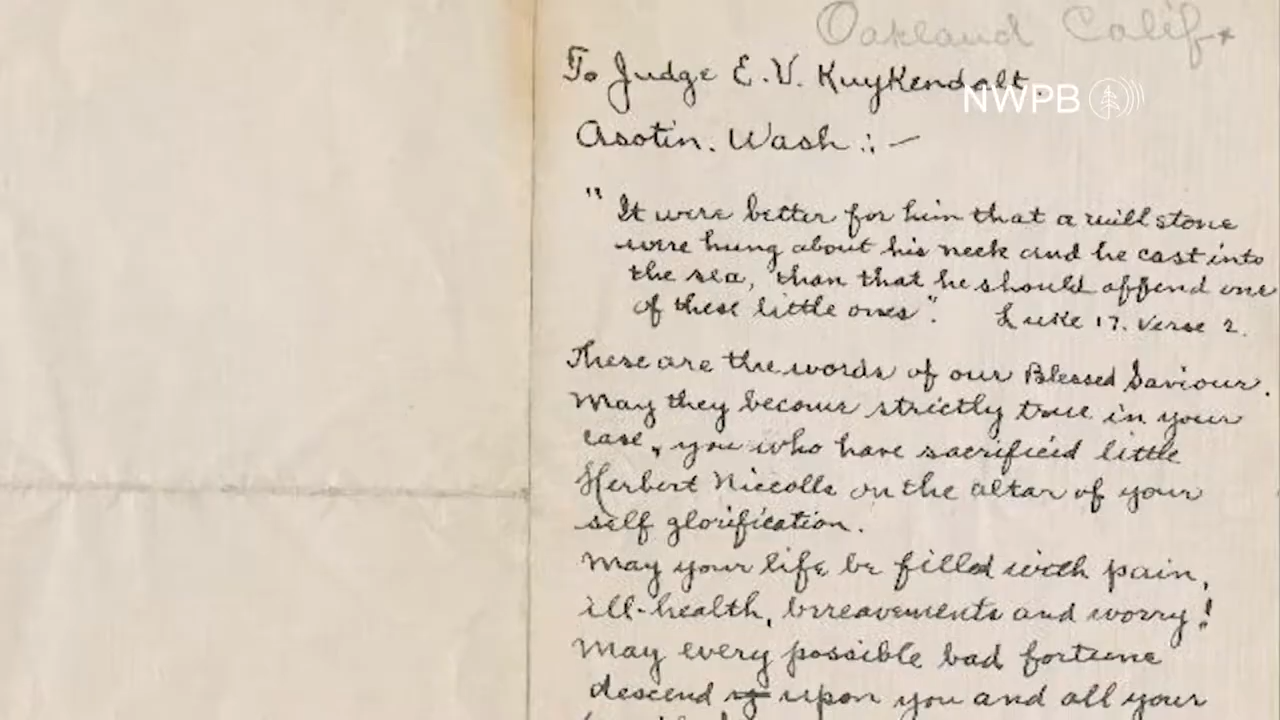 Oakland Calif.
To Judge E.V. Kuykendalt.
NWPB
Asotin. Wash :. —
" It were better for him that a millstone
were hung about his neck and he cast into
the sea, than that he should offend one
of these little ones". Luke 17. Verse 2.
These are the words of our Blessed Saviour.
May they become strictly true in your
case, you who have sacrificed little
Herbert Niccolls on the altar of your
self glorification.
May your life be filled with pain,
ill-health, bereavements and worry!
May every possible bad fortune
descend upon you and all your